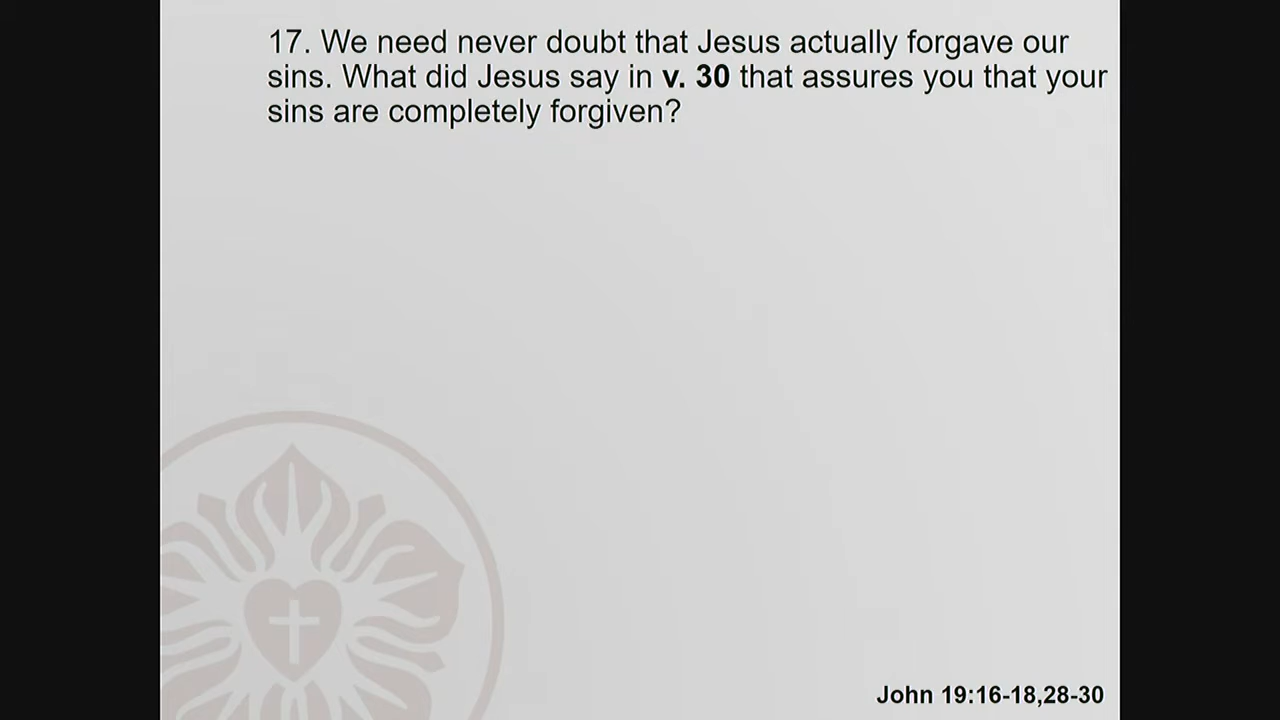 17. We need never doubt that Jesus actually forgave our
sins. What did Jesus say in v. 30 that assures you that your
sins are completely forgiven?
John 19:16-18,28-30